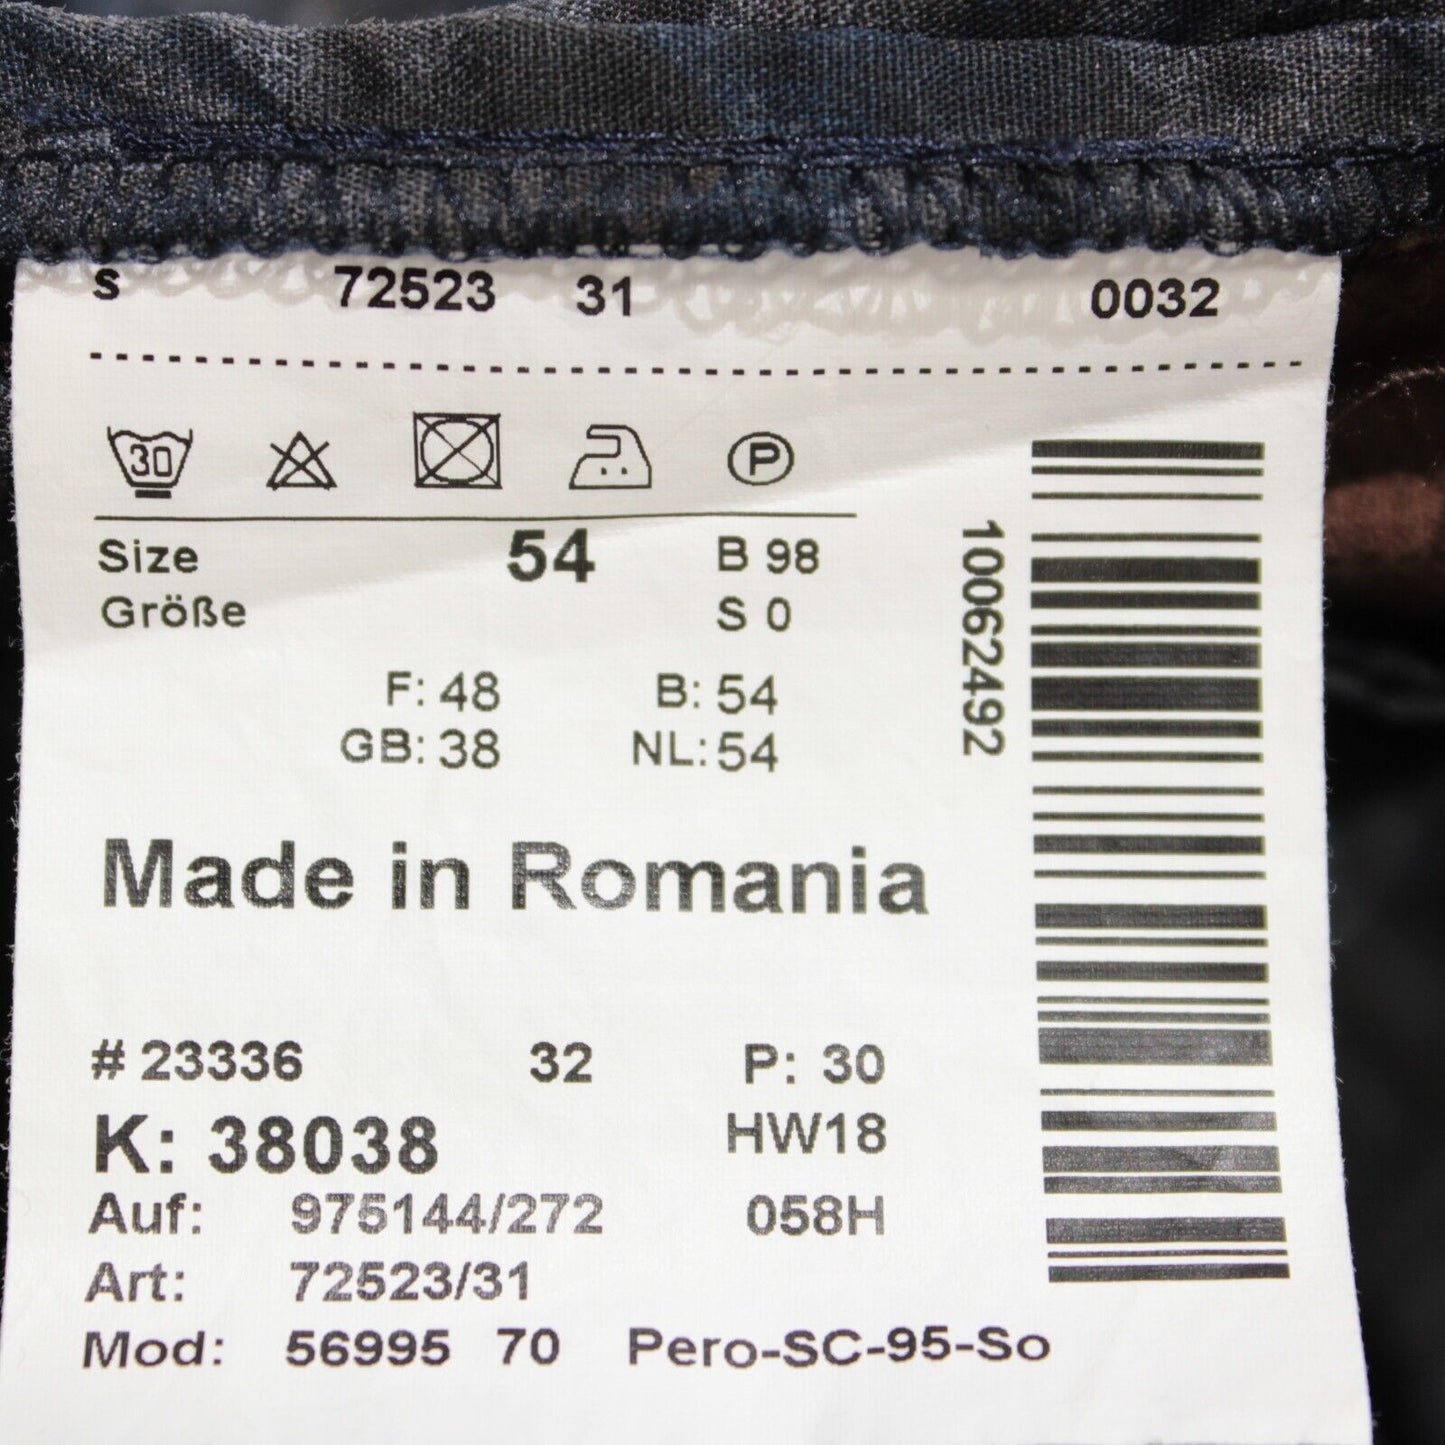 S 72523 31 0032
30 P
Size 54 B 98
Größe S 0
F: 48 B: 54
GB: 38 NL: 54
10062492
Made in Romania
# 23336 32 P: 30
K: 38038 HW18
Auf: 975144/272 058H
Art: 72523/31
Mod: 56995 70 Pero-SC-95-So